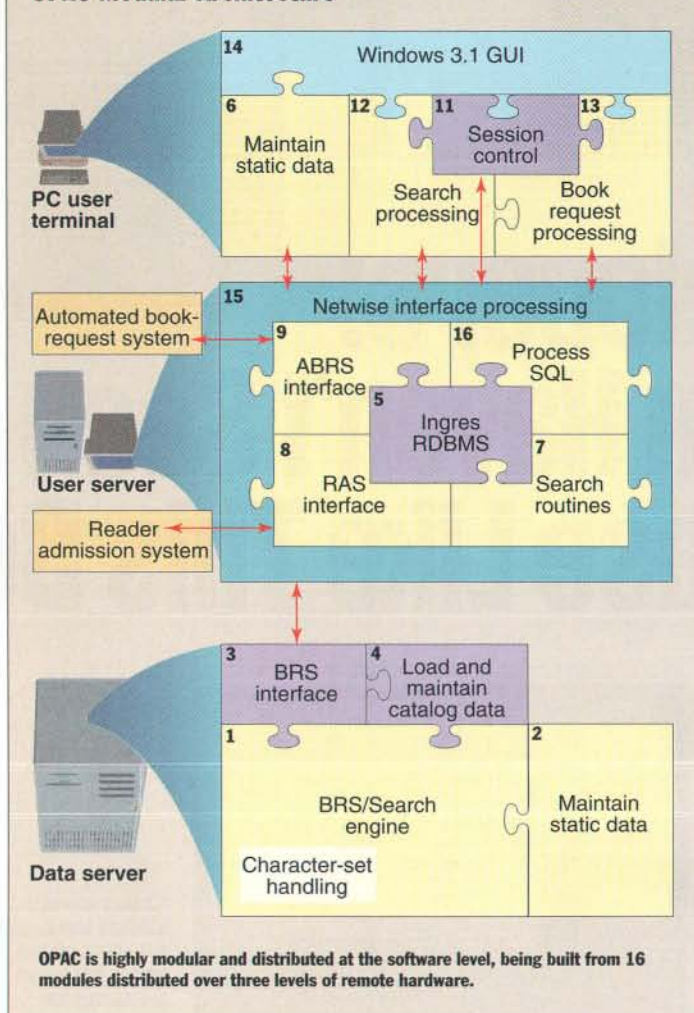 14
Windows 3.1 GUI
6
Maintain
static data
12
Search
processing
11
Session
control
13
Book
request
processing
PC user
terminal
15
Netwise interface processing
Automated book-
request system
9
ABRS
interface
16
Process
SQL
5
Ingres
RDBMS
8
RAS
interface
7
Search
routines
User server
Reader
admission system
3
BRS
interface
4
Load and
maintain
catalog data
1
BRS/Search
engine
Character-set
handling
2
Maintain
static data
Data server
OPAC is highly modular and distributed at the software level, being built from 16
modules distributed over three levels of remote hardware.